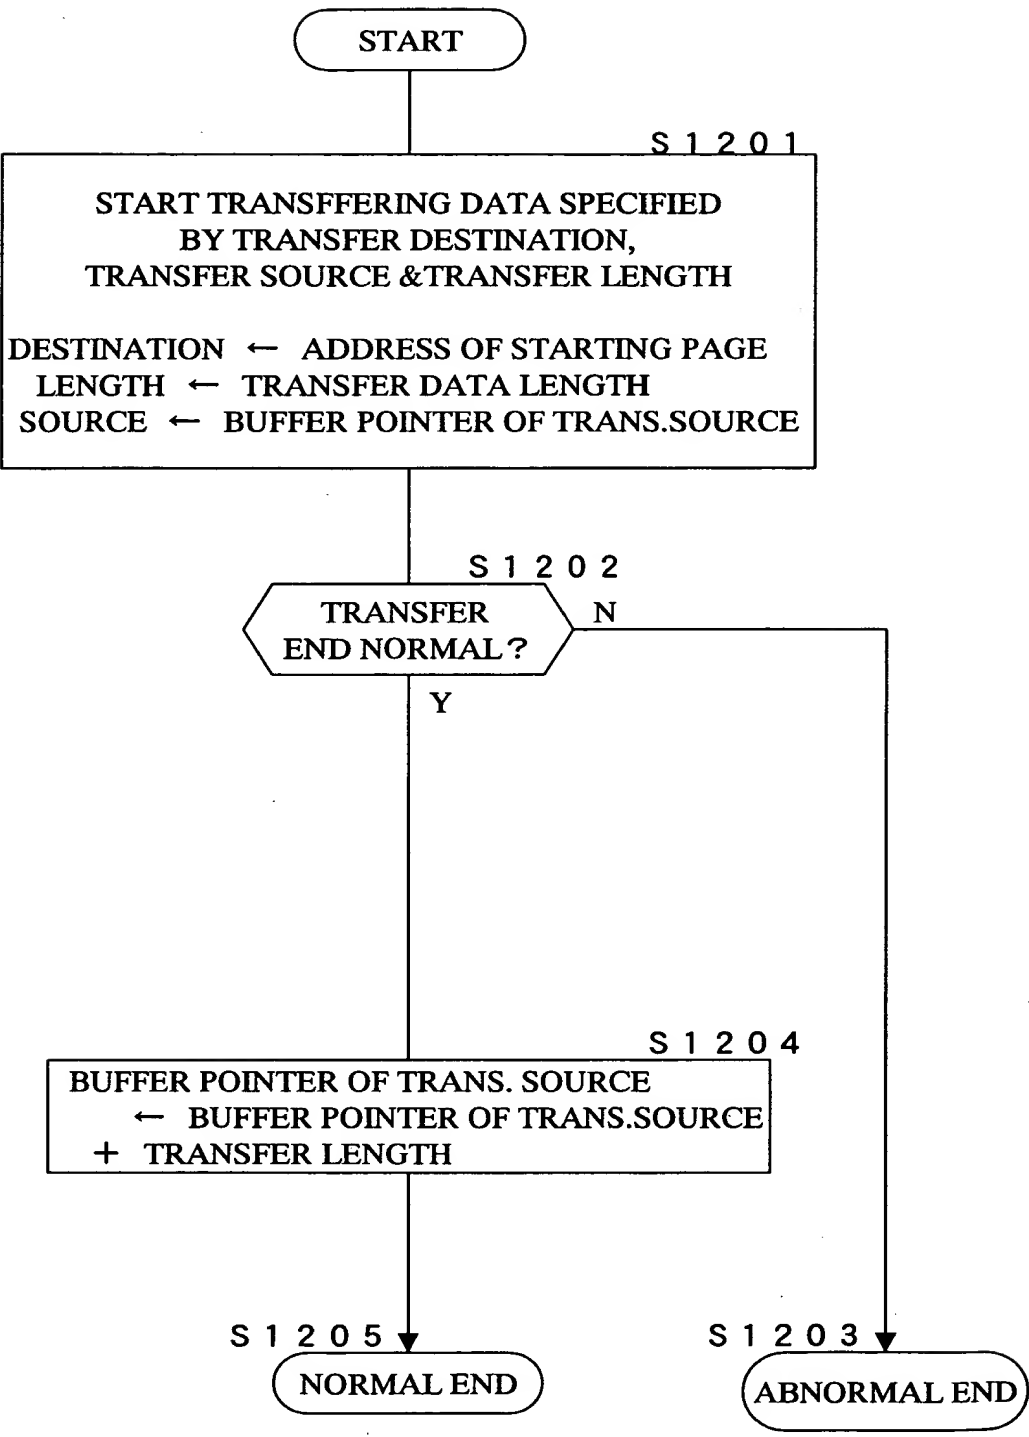 START
S1201
START TRANSFFERING DATA SPECIFIED
BY TRANSFER DESTINATION,
TRANSFER SOURCE &TRANSFER LENGTH
DESTINATION ← ADDRESS OF STARTING PAGE
LENGTH ← TRANSFER DATA LENGTH
SOURCE ← BUFFER POINTER OF TRANS.SOURCE
S1202
TRANSFER
END NORMAL?
N
Y
S1204
BUFFER POINTER OF TRANS. SOURCE
← BUFFER POINTER OF TRANS.SOURCE
+ TRANSFER LENGTH
S1205
NORMAL END
S1203
ABNORMAL END